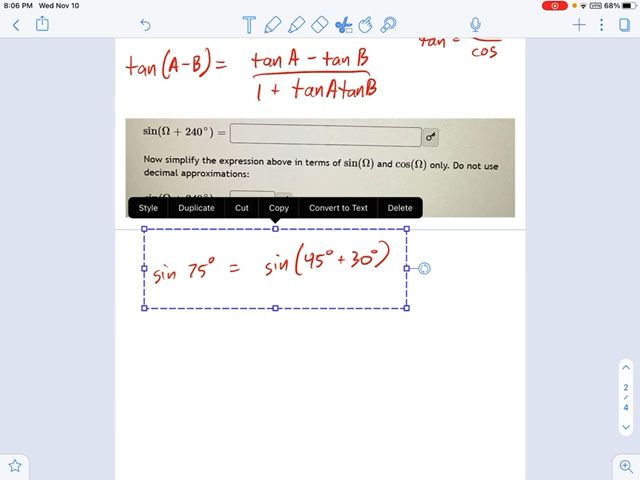 8:06 PM Wed Nov 10
VPN 68%
T
tan(A-B) = tan A - tan B
1 + tanAtanB
tan =
cos
sin(Ω + 240°) =
Now simplify the expression above in terms of sin(Ω) and cos(Ω) only. Do not use
decimal approximations:
Style Duplicate Cut Copy Convert to Text Delete
sin 75° = sin(45° + 30°)
2
/
4